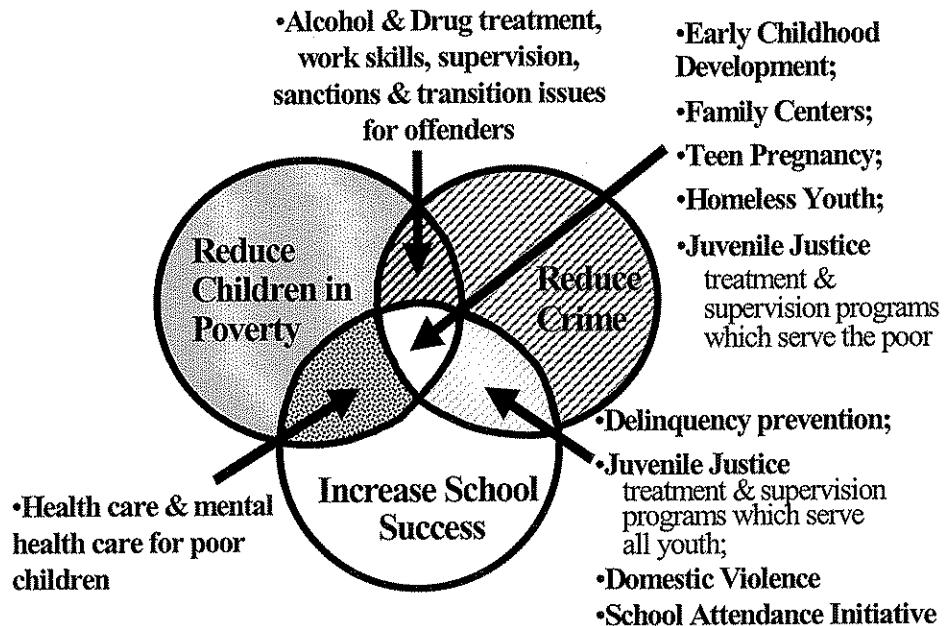 •Alcohol & Drug treatment,
work skills, supervision,
sanctions & transition issues
for offenders
•Early Childhood
Development;
•Family Centers;
•Teen Pregnancy;
•Homeless Youth;
•Juvenile Justice
treatment &
supervision programs
which serve the poor
Reduce
Children in
Poverty
Reduce
Crime
Increase School
Success
•Health care & mental
health care for poor
children
•Delinquency prevention;
•Juvenile Justice
treatment & supervision
programs which serve
all youth;
•Domestic Violence
•School Attendance Initiative